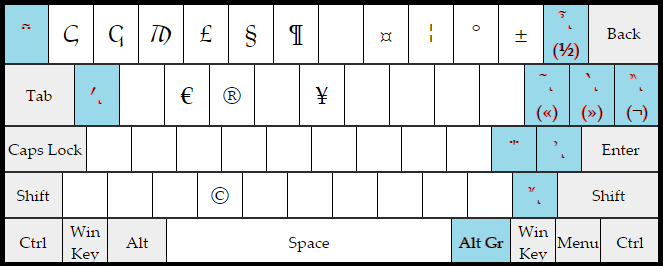 Ϛ Ϛ ϡ £ § ¶ ¤ ¦ ° ± (½) Back
Tab € ® ¥ («) (») (¬)
Caps Lock Enter
Shift © Shift
Ctrl Win Key Alt Space Alt Gr Win Key Menu Ctrl